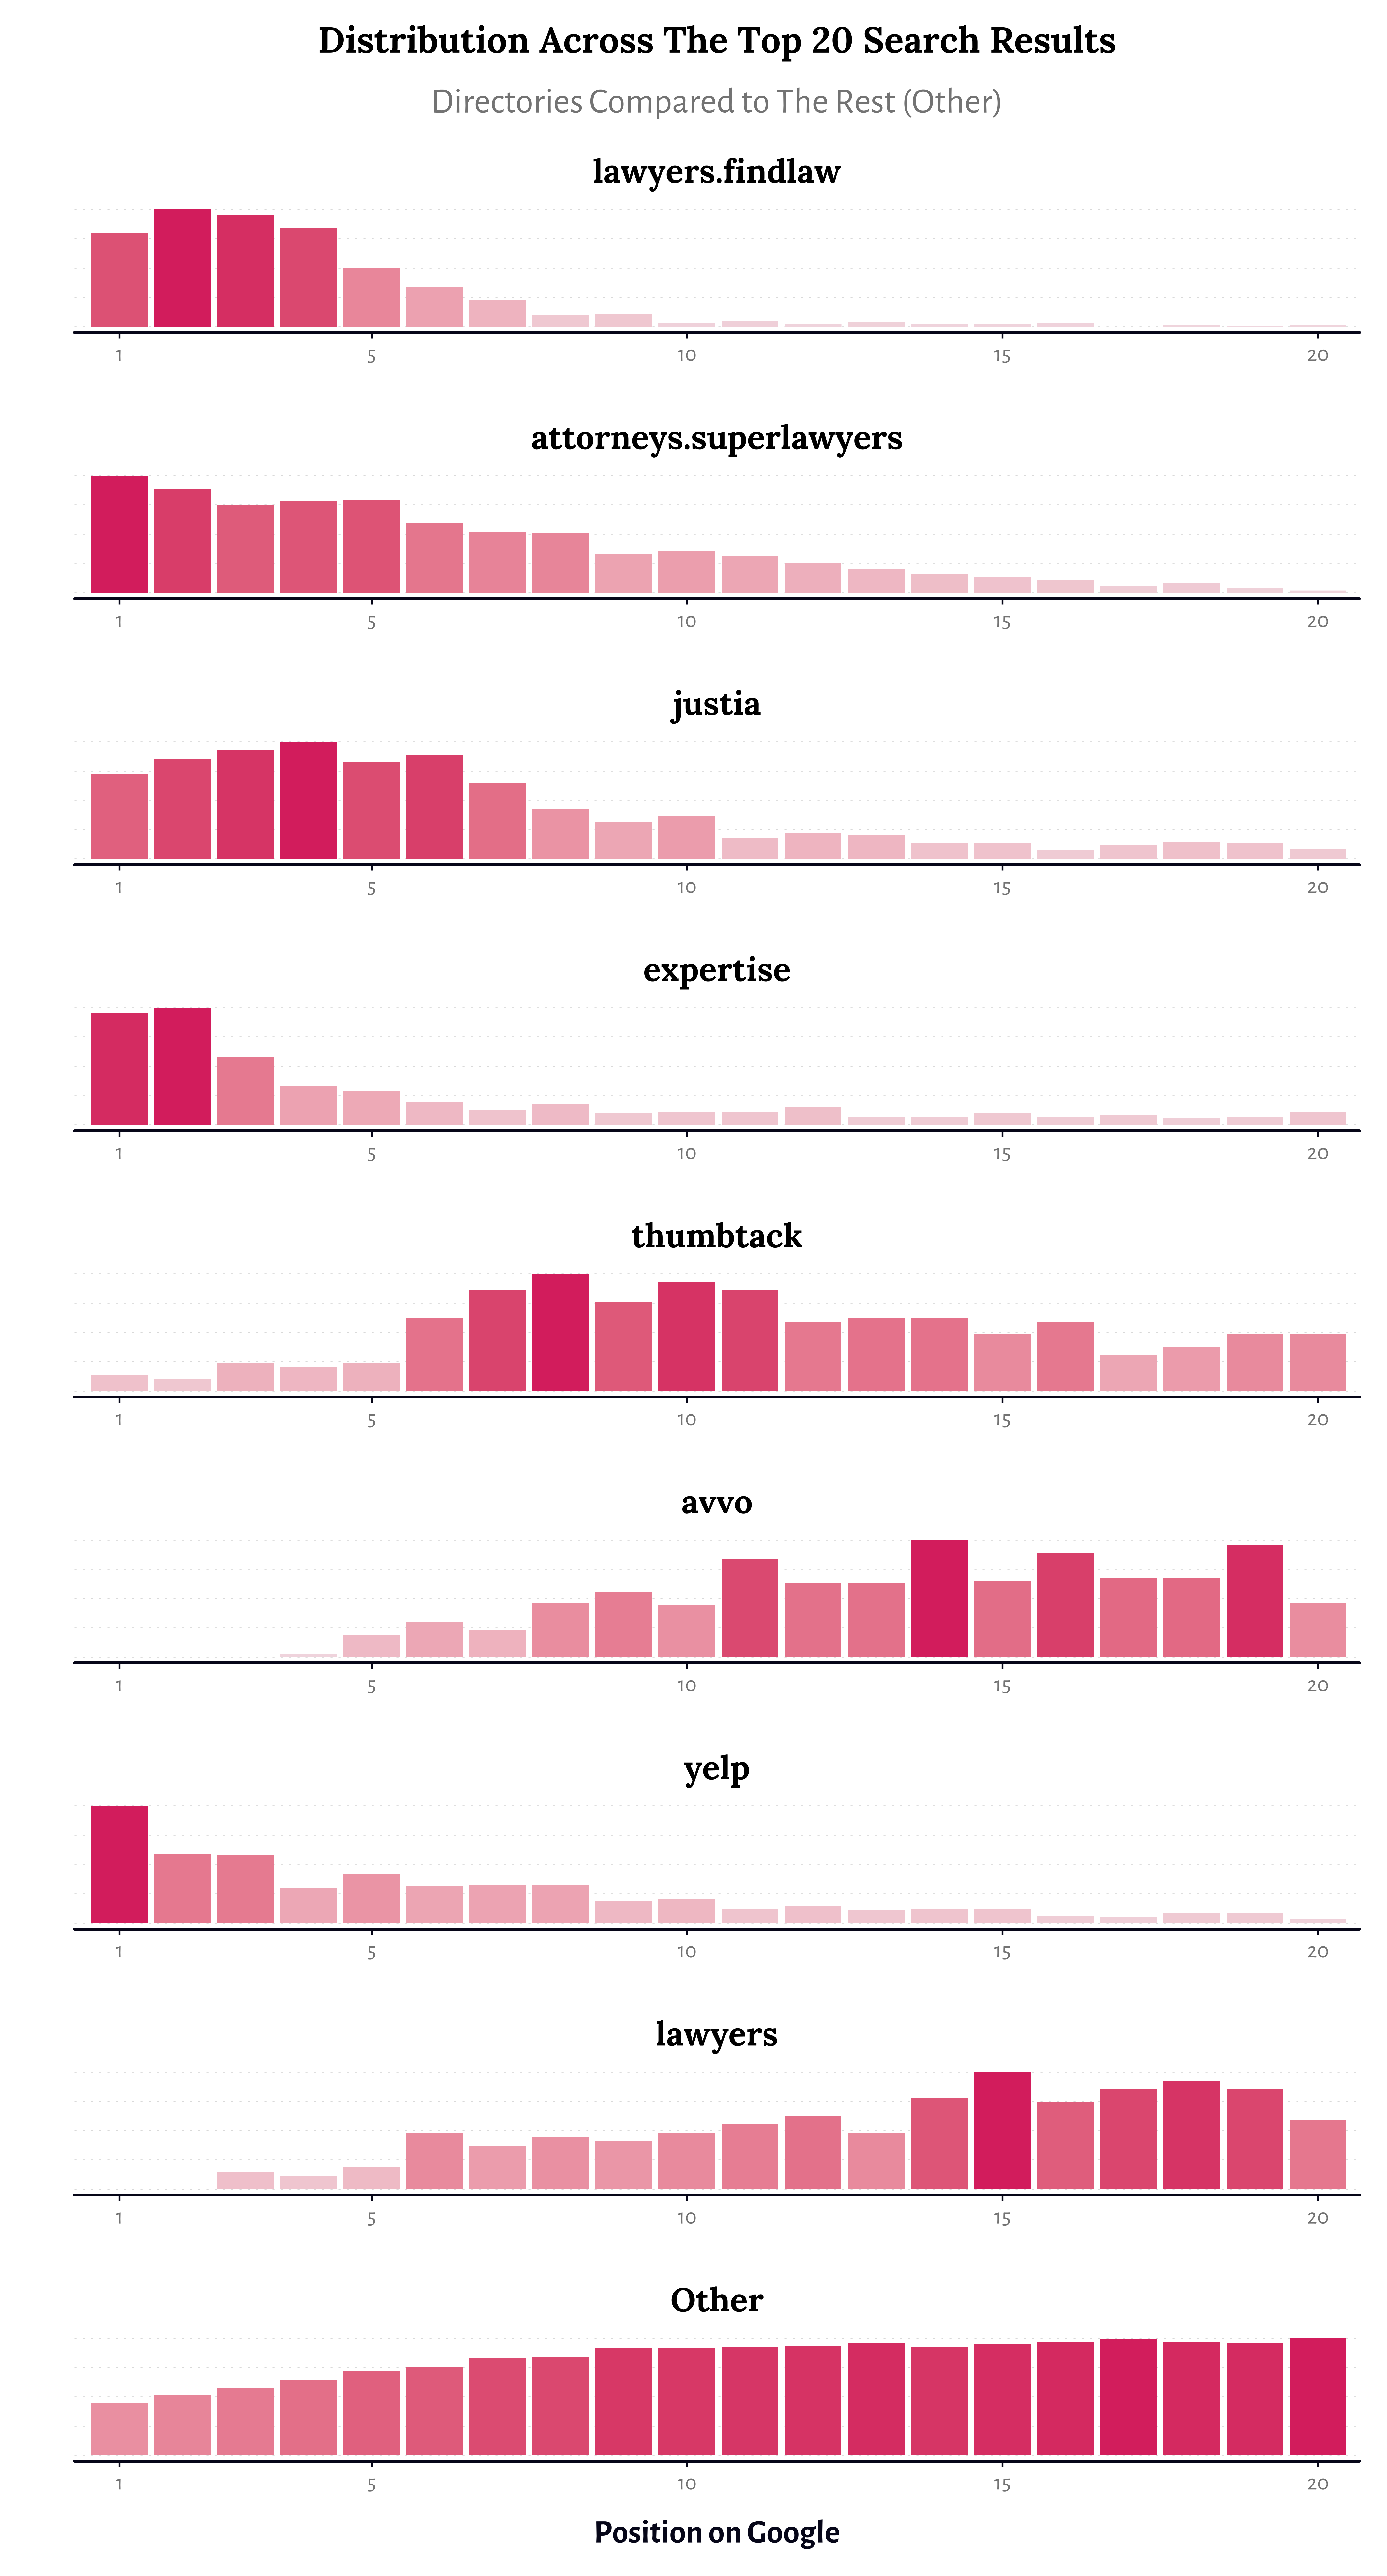 Distribution Across The Top 20 Search Results
Directories Compared to The Rest (Other)
lawyers.findlaw
1 5 10 15 20
attorneys.superlawyers
1 5 10 15 20
justia
1 5 10 15 20
expertise
1 5 10 15 20
thumbtack
1 5 10 15 20
avvo
1 5 10 15 20
yelp
1 5 10 15 20
lawyers
1 5 10 15 20
Other
1 5 10 15 20
Position on Google